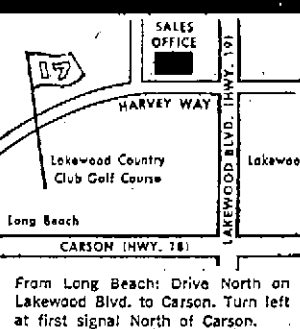 SALES
OFFICE
17
HARVEY WAY
LAKEWOOD BLVD. (HWY. 19)
Lakewood Country
Club Golf Course
Lakewoo
Long Beach
CARSON (HWY. 78)
From Long Beach: Drive North on
Lakewood Blvd. to Carson. Turn left
at first signal North of Carson.